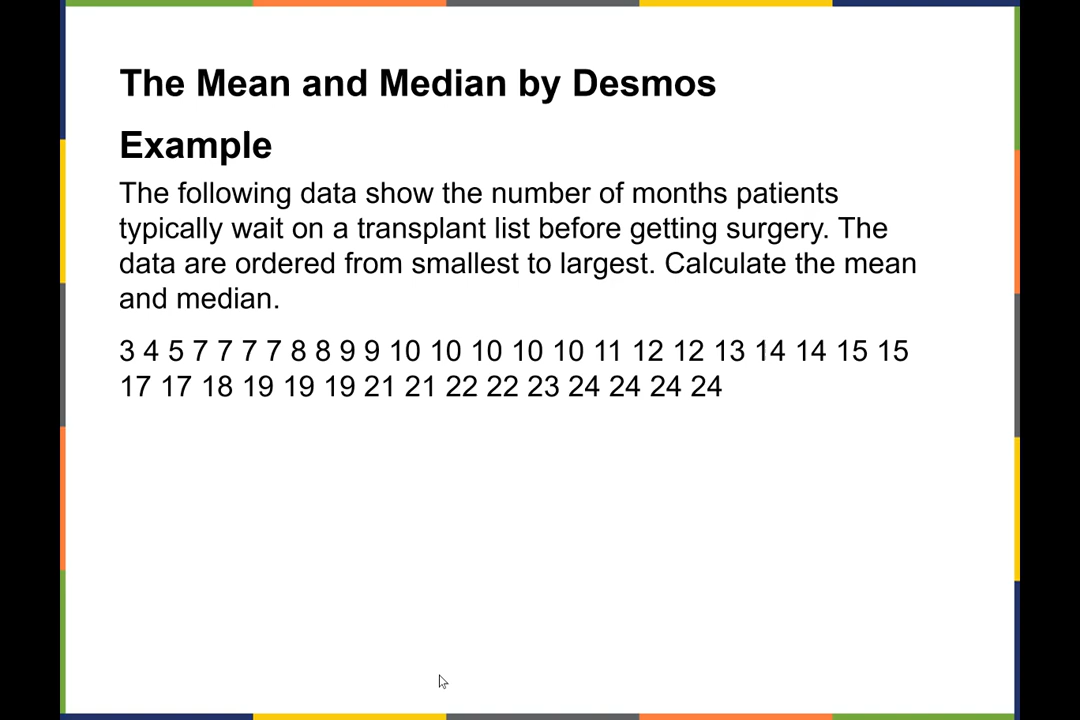 The Mean and Median by Desmos
Example
The following data show the number of months patients
typically wait on a transplant list before getting surgery. The
data are ordered from smallest to largest. Calculate the mean
and median.
3 4 5 7 7 7 7 8 8 9 9 10 10 10 10 10 11 12 12 13 14 14 15 15
17 17 18 19 19 19 21 21 22 22 23 24 24 24 24